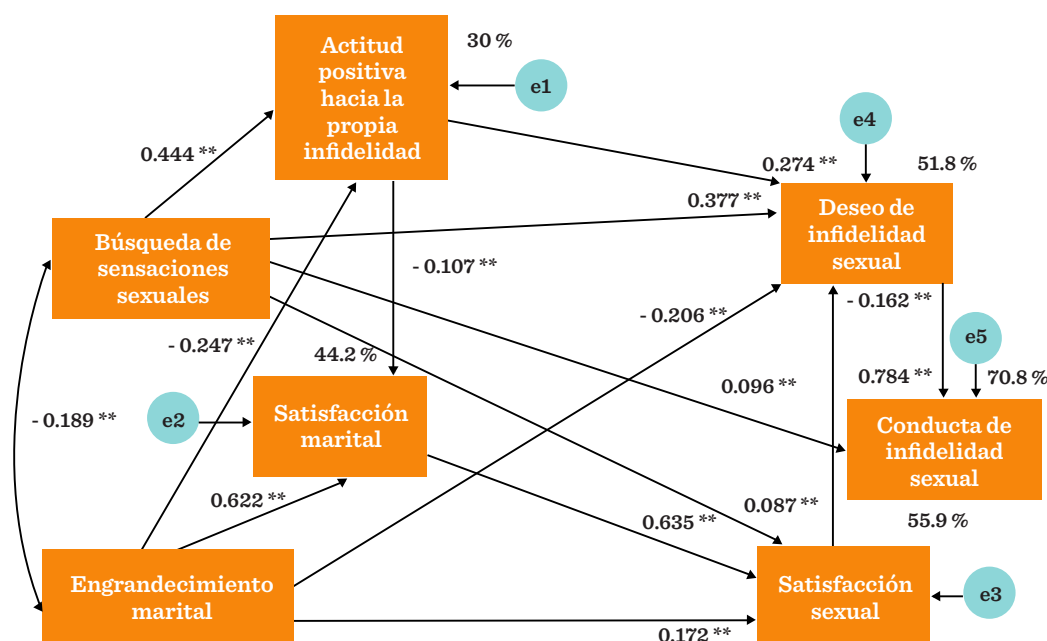 Actitud
positiva
hacia la
propia
infidelidad
30 %
e1
e4
0.444 **
0.274 **
51.8 %
0.377 **
Búsqueda de
sensaciones
sexuales
Deseo de
infidelidad
sexual
- 0.107 **
- 0.247 **
- 0.206 **
- 0.162 **
44.2 %
e5
0.096 **
0.784 **
70.8 %
- 0.189 **
e2
Satisfacción
marital
Conducta de
infidelidad
sexual
0.622 **
0.087 **
0.635 **
55.9 %
Engrandecimiento
marital
Satisfacción
sexual
e3
0.172 **